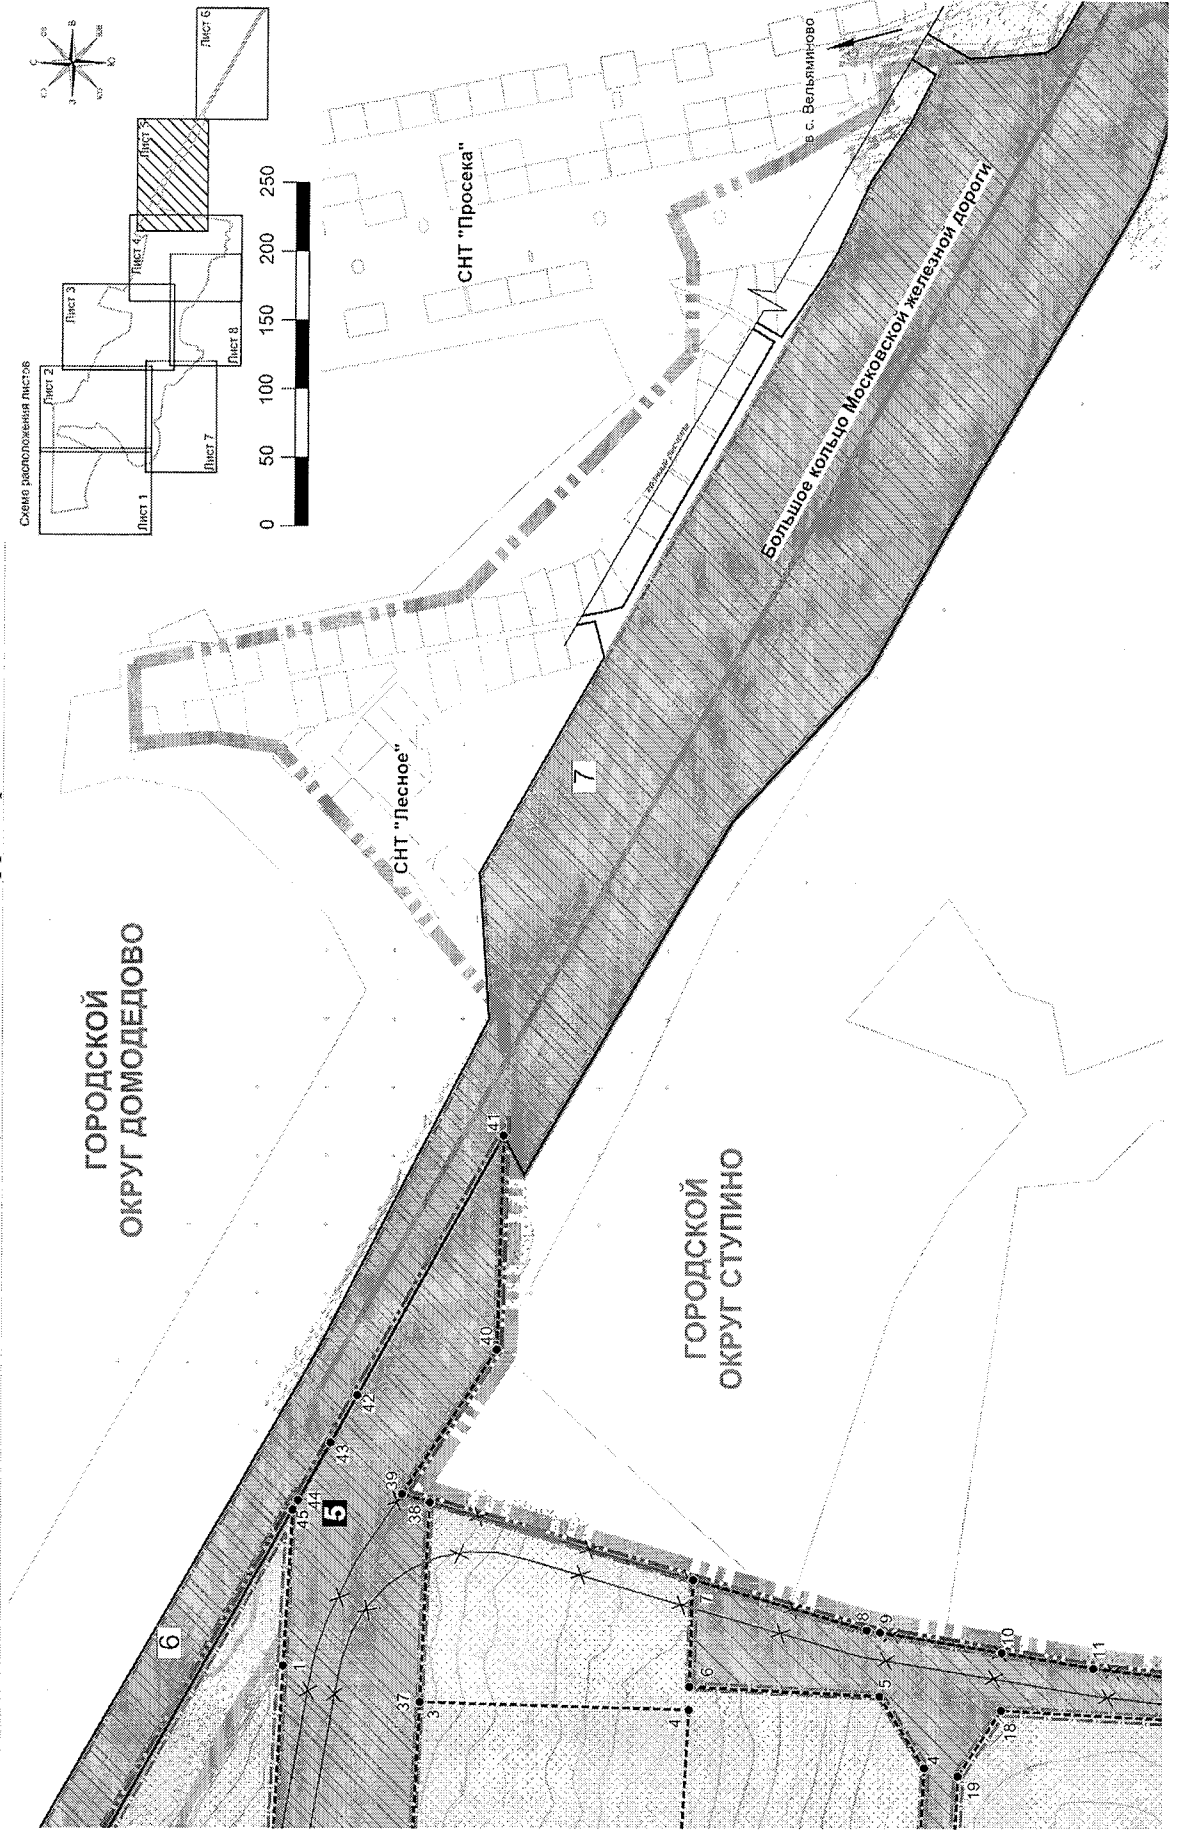 Схема расположения листов
Лист 1
Лист 2
Лист 3
Лист 4
Лист 5
Лист 6
Лист 7
Лист 8
С
В
Ю
З
0
50
100
150
200
250
в с. Вельяминово
СНТ "Просека"
СНТ "Лесное"
Большое кольцо Московской железной дороги
ГОРОДСКОЙ
ОКРУГ ДОМОДЕДОВО
ГОРОДСКОЙ
ОКРУГ СТУПИНО
6
7
5
45
44
43
42
41
40
39
38
37
1
3
4
6
7
8
9
10
11
5
4
18
19